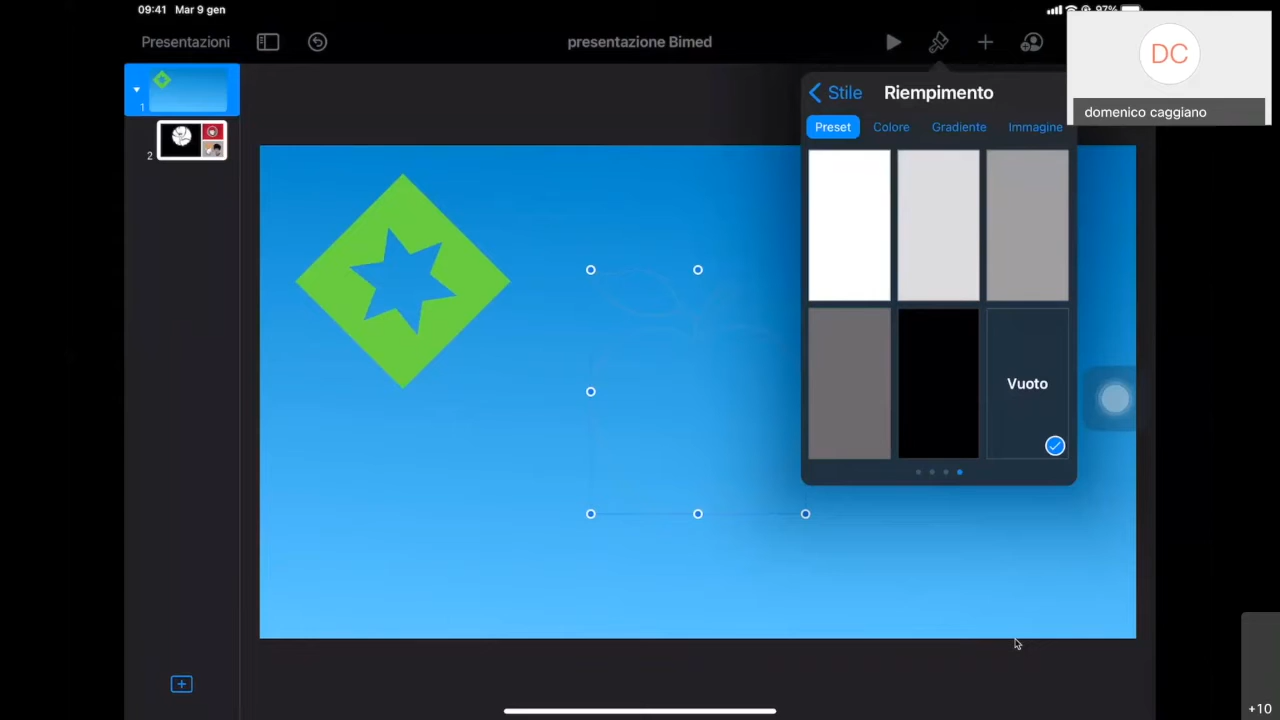 09:41 Mar 9 gen
97%
Presentazioni
presentazione Bimed
DC
domenico caggiano
Stile
Riempimento
Preset
Colore
Gradiente
Immagine
1
2
Vuoto
+10